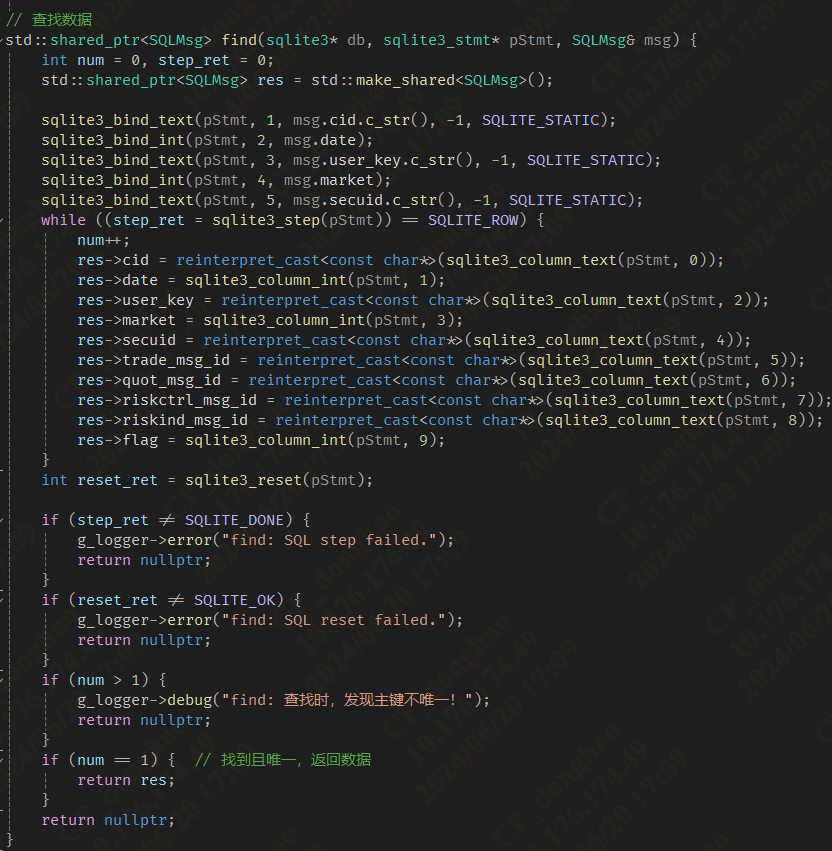 // 查找数据
std::shared_ptr<SQLMsg> find(sqlite3* db, sqlite3_stmt* pStmt, SQLMsg& msg) {
    int num = 0, step_ret = 0;
    std::shared_ptr<SQLMsg> res = std::make_shared<SQLMsg>();

    sqlite3_bind_text(pStmt, 1, msg.cid.c_str(), -1, SQLITE_STATIC);
    sqlite3_bind_int(pStmt, 2, msg.date);
    sqlite3_bind_text(pStmt, 3, msg.user_key.c_str(), -1, SQLITE_STATIC);
    sqlite3_bind_int(pStmt, 4, msg.market);
    sqlite3_bind_text(pStmt, 5, msg.secuid.c_str(), -1, SQLITE_STATIC);
    while ((step_ret = sqlite3_step(pStmt)) == SQLITE_ROW) {
        num++;
        res->cid = reinterpret_cast<const char*>(sqlite3_column_text(pStmt, 0));
        res->date = sqlite3_column_int(pStmt, 1);
        res->user_key = reinterpret_cast<const char*>(sqlite3_column_text(pStmt, 2));
        res->market = sqlite3_column_int(pStmt, 3);
        res->secuid = reinterpret_cast<const char*>(sqlite3_column_text(pStmt, 4));
        res->trade_msg_id = reinterpret_cast<const char*>(sqlite3_column_text(pStmt, 5));
        res->quot_msg_id = reinterpret_cast<const char*>(sqlite3_column_text(pStmt, 6));
        res->riskctrl_msg_id = reinterpret_cast<const char*>(sqlite3_column_text(pStmt, 7));
        res->riskind_msg_id = reinterpret_cast<const char*>(sqlite3_column_text(pStmt, 8));
        res->flag = sqlite3_column_int(pStmt, 9);
    }
    int reset_ret = sqlite3_reset(pStmt);

    if (step_ret != SQLITE_DONE) {
        g_logger->error("find: SQL step failed.");
        return nullptr;
    }
    if (reset_ret != SQLITE_OK) {
        g_logger->error("find: SQL reset failed.");
        return nullptr;
    }
    if (num > 1) {
        g_logger->debug("find: 查找时，发现主键不唯一！");
        return nullptr;
    }
    if (num == 1) {  // 找到且唯一，返回数据
        return res;
    }
    return nullptr;
}